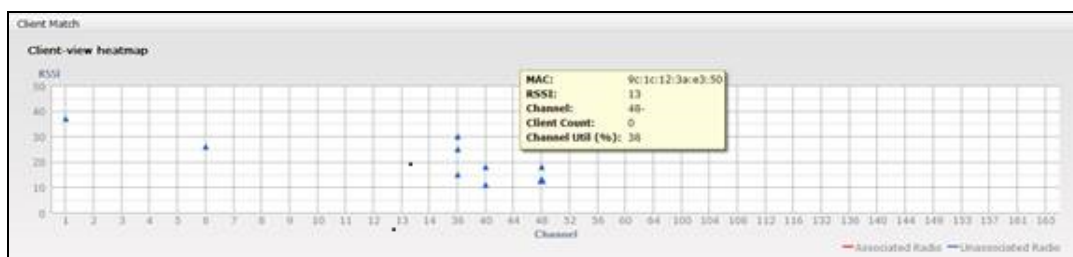 Client Match
Client-view heatmap
RSSI
50
40
30
20
10
0
MAC: 9c:1c:12:3a:e3:50
RSSI: 13
Channel: 48-
Client Count: 0
Channel Util (%): 36
1 2 3 4 5 6 7 8 9 10 11 12 13 14 36 40 44 48 52 56 60 64 100 104 108 112 116 132 136 140 144 149 153 157 161 165
Channel
Associated Radio Unassociated Radio